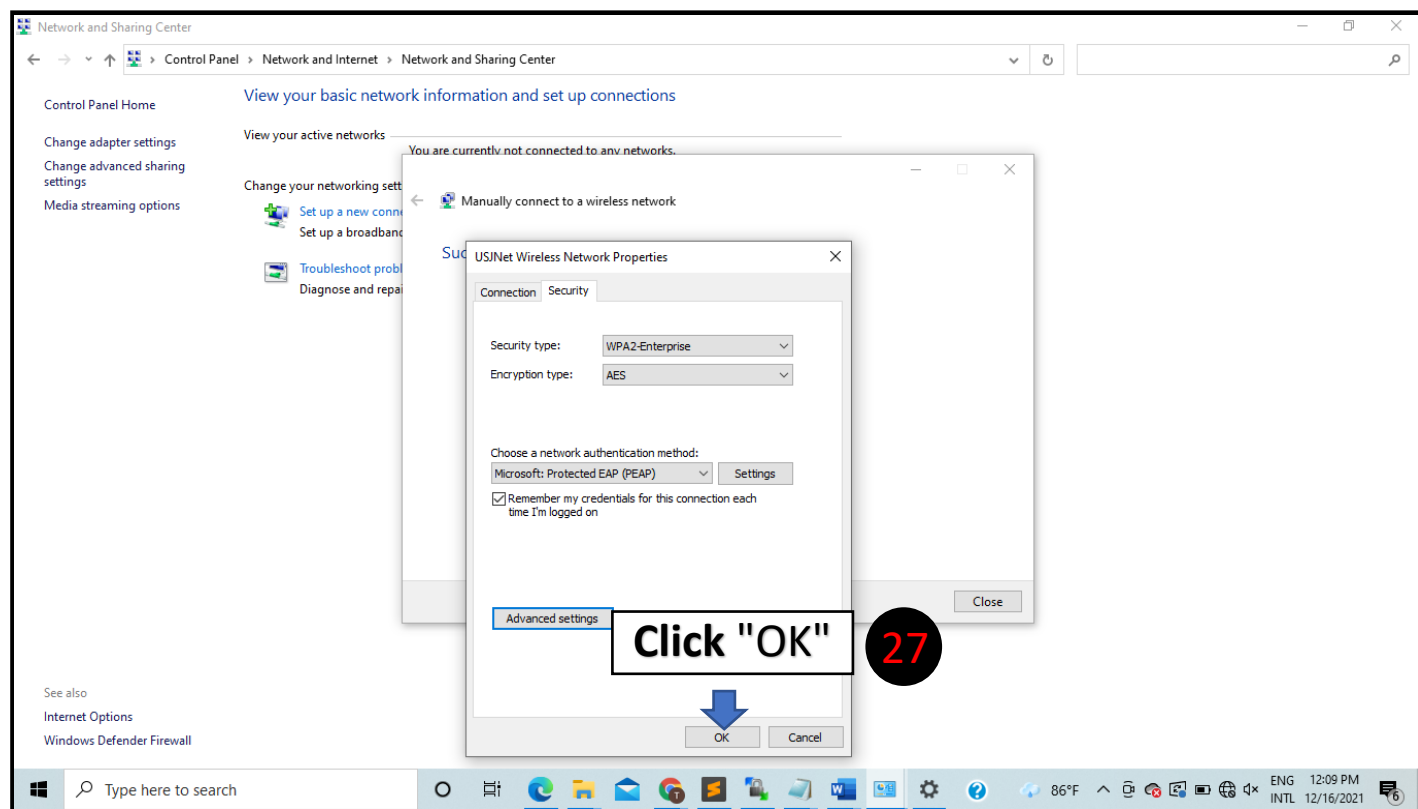 Network and Sharing Center
Control Panel > Network and Internet > Network and Sharing Center
Control Panel Home
Change adapter settings
Change advanced sharing
settings
Media streaming options
View your basic network information and set up connections
View your active networks
You are currently not connected to any networks.
Change your networking sett
Set up a new conne
Set up a broadband
Troubleshoot probl
Diagnose and repai
Manually connect to a wireless network
Suc
USJNet Wireless Network Properties
Connection Security
Security type: WPA2-Enterprise
Encryption type: AES
Choose a network authentication method:
Microsoft: Protected EAP (PEAP) Settings
Remember my credentials for this connection each
time I'm logged on
Advanced settings
Click "OK"
27
OK Cancel
Close
See also
Internet Options
Windows Defender Firewall
Type here to search
86°F
ENG 12:09 PM
INTL 12/16/2021
6